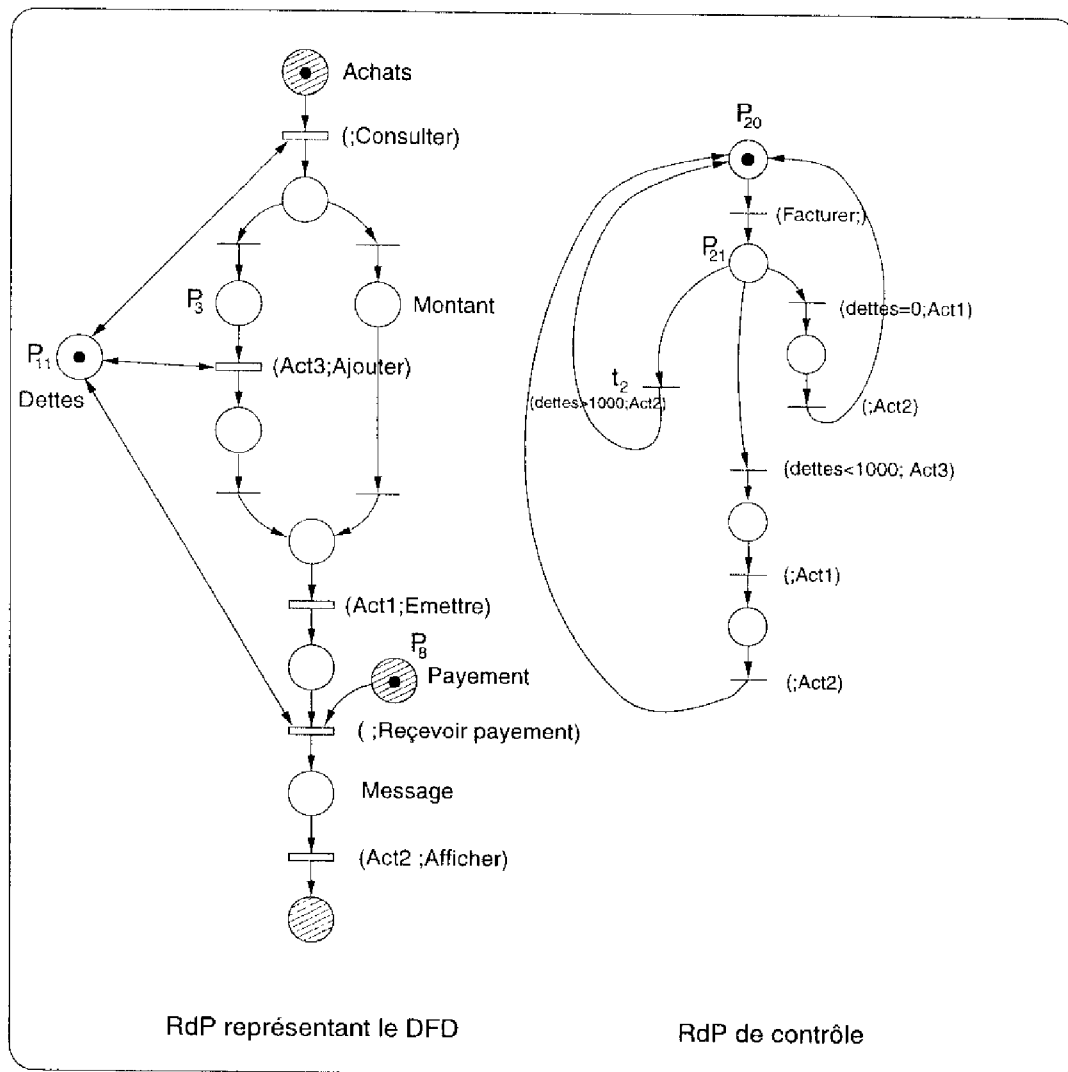 Achats
(;Consulter)
P3
Montant
P11
Dettes
(Act3;Ajouter)
(Act1;Emettre)
P8
Payement
( ;Reçevoir payement)
Message
(Act2 ;Afficher)
RdP représentant le DFD
P20
(Facturer;)
P21
(dettes=0;Act1)
t2
(dettes>1000;Act2)
(;Act2)
(dettes<1000; Act3)
(;Act1)
(;Act2)
RdP de contrôle